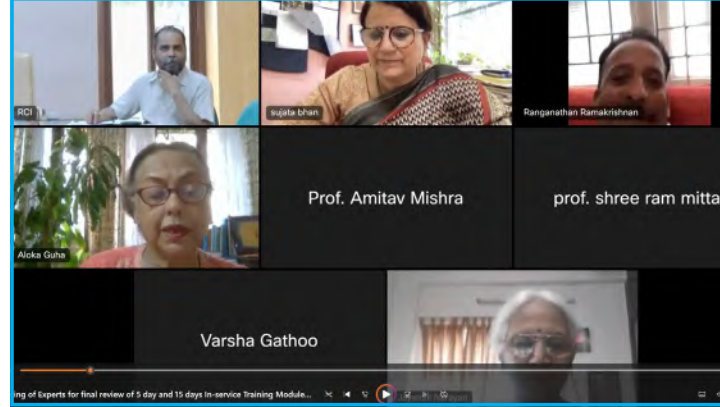 RCI
sujata bhan
Ranganathan Ramakrishnan
Aloka Guha
Prof. Amitav Mishra
prof. shree ram mitta
Varsha Gathoo
ing of Experts for final review of 5 day and 15 days In-service Training Module...